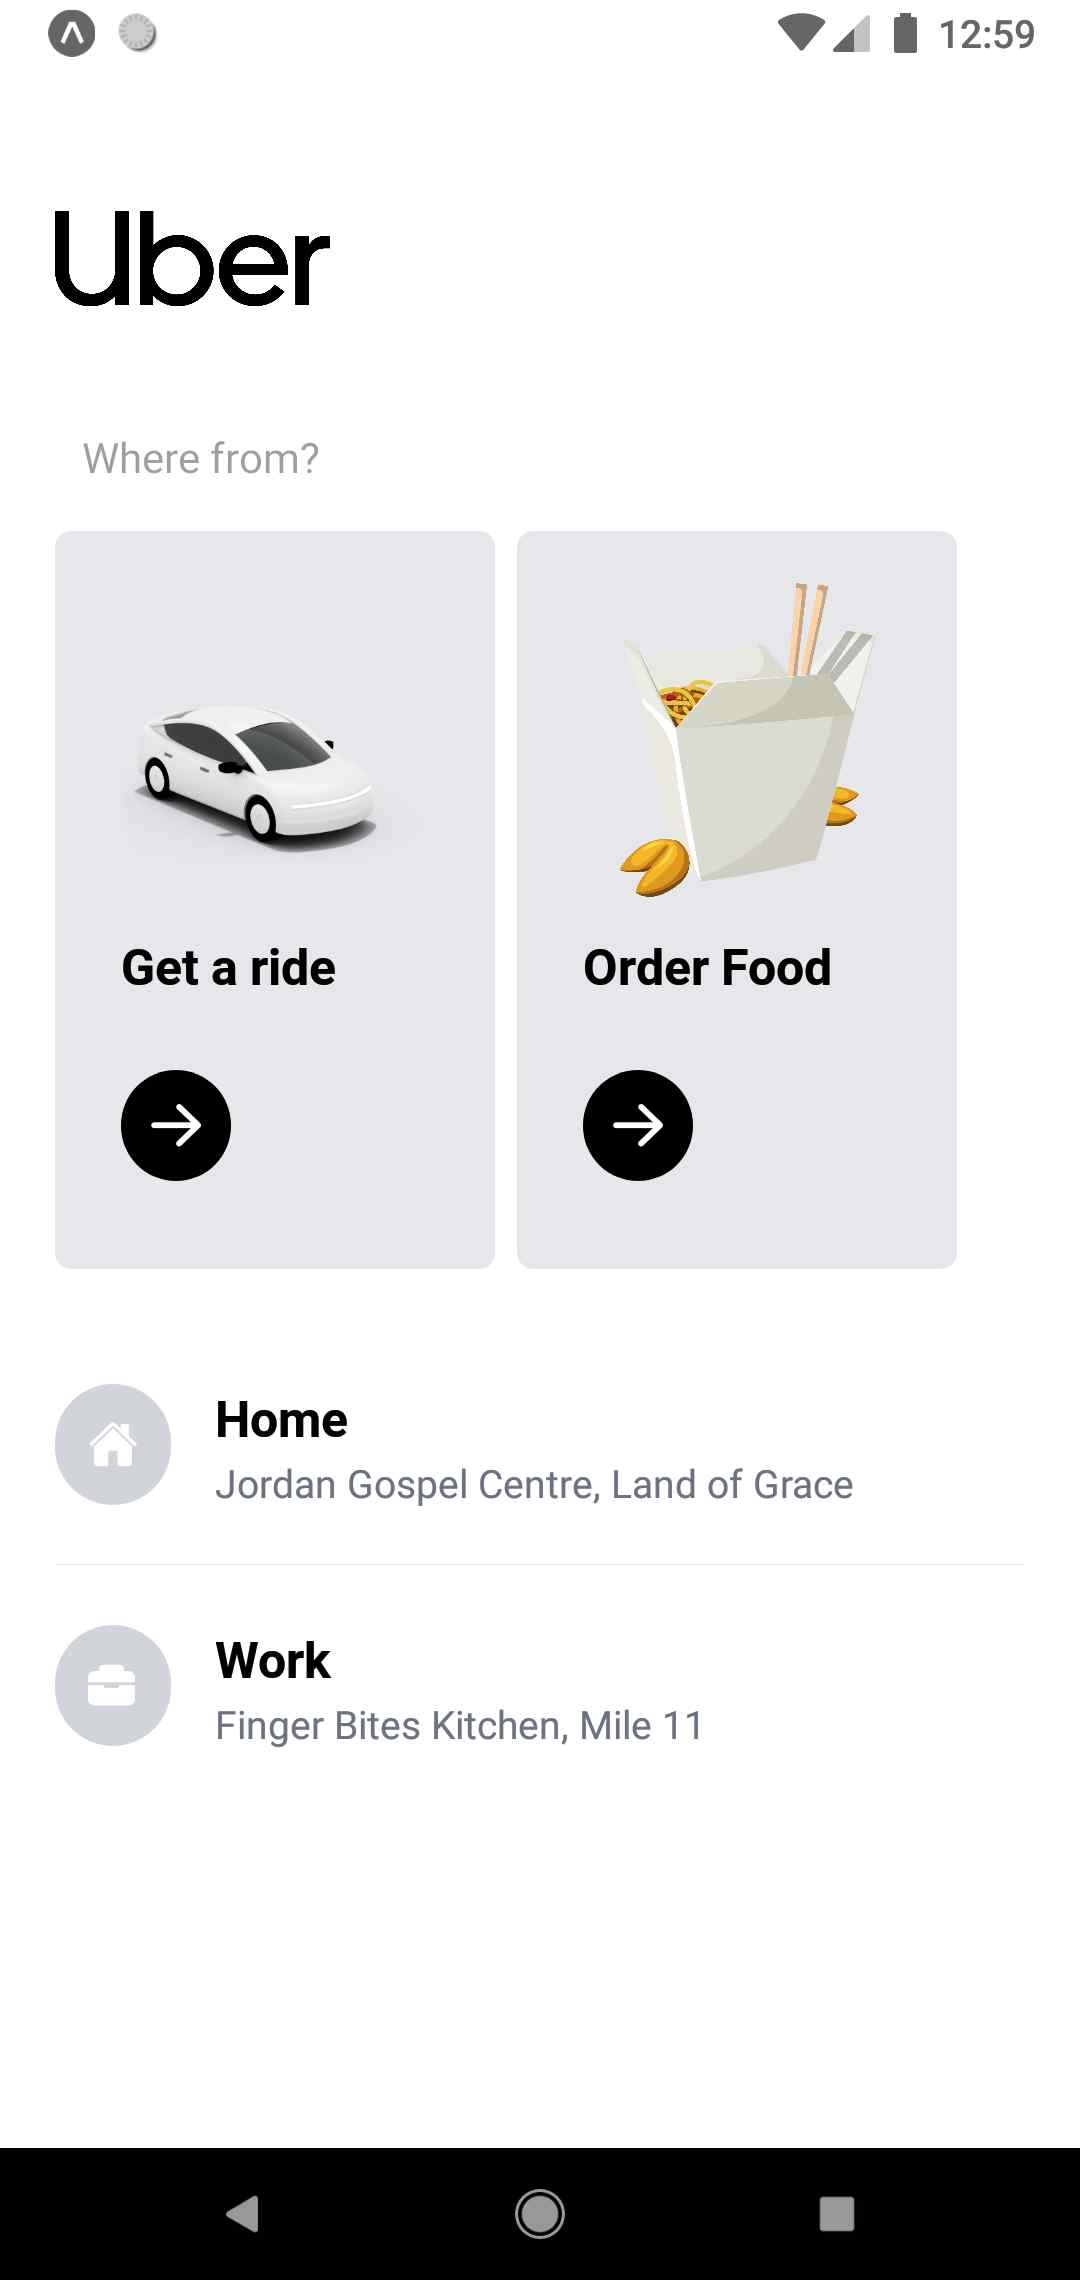 12:59
Uber
Where from?
Get a ride
Order Food
Home
Jordan Gospel Centre, Land of Grace
Work
Finger Bites Kitchen, Mile 11